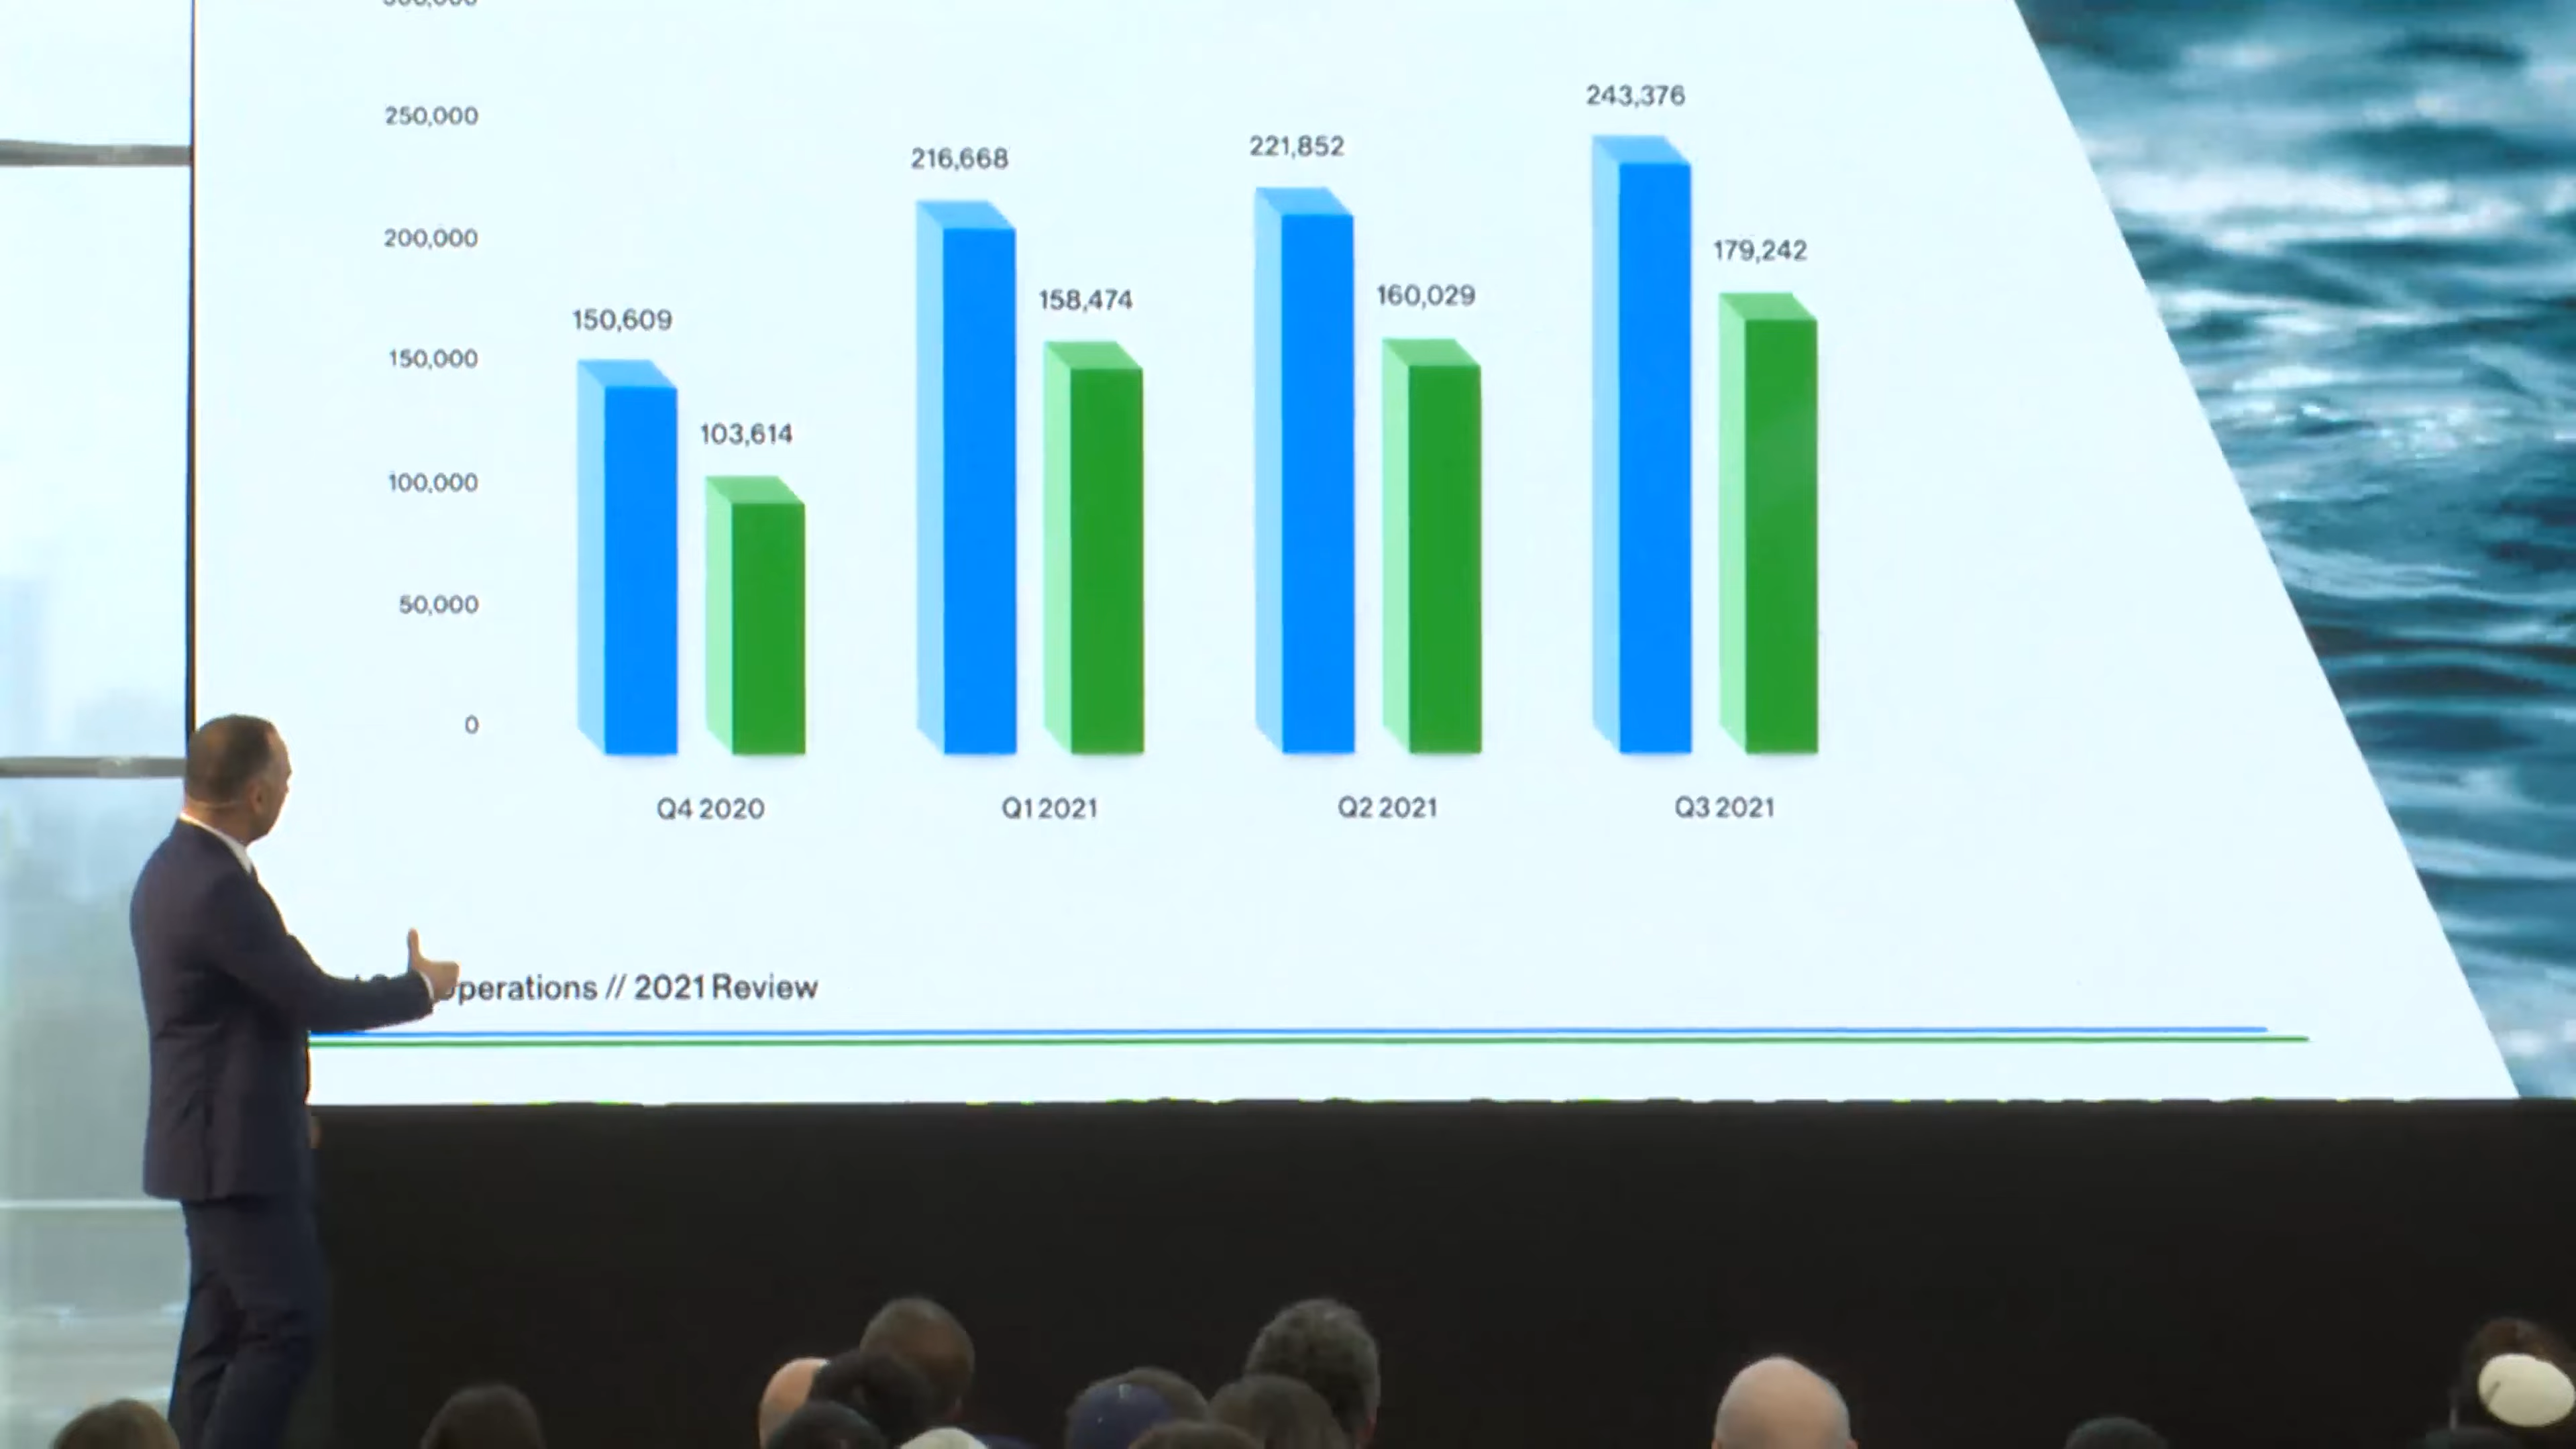 250,000
200,000
150,000
100,000
50,000
0
150,609
103,614
216,668
158,474
221,852
160,029
243,376
179,242
Q4 2020
Q1 2021
Q2 2021
Q3 2021
// 2021 Review